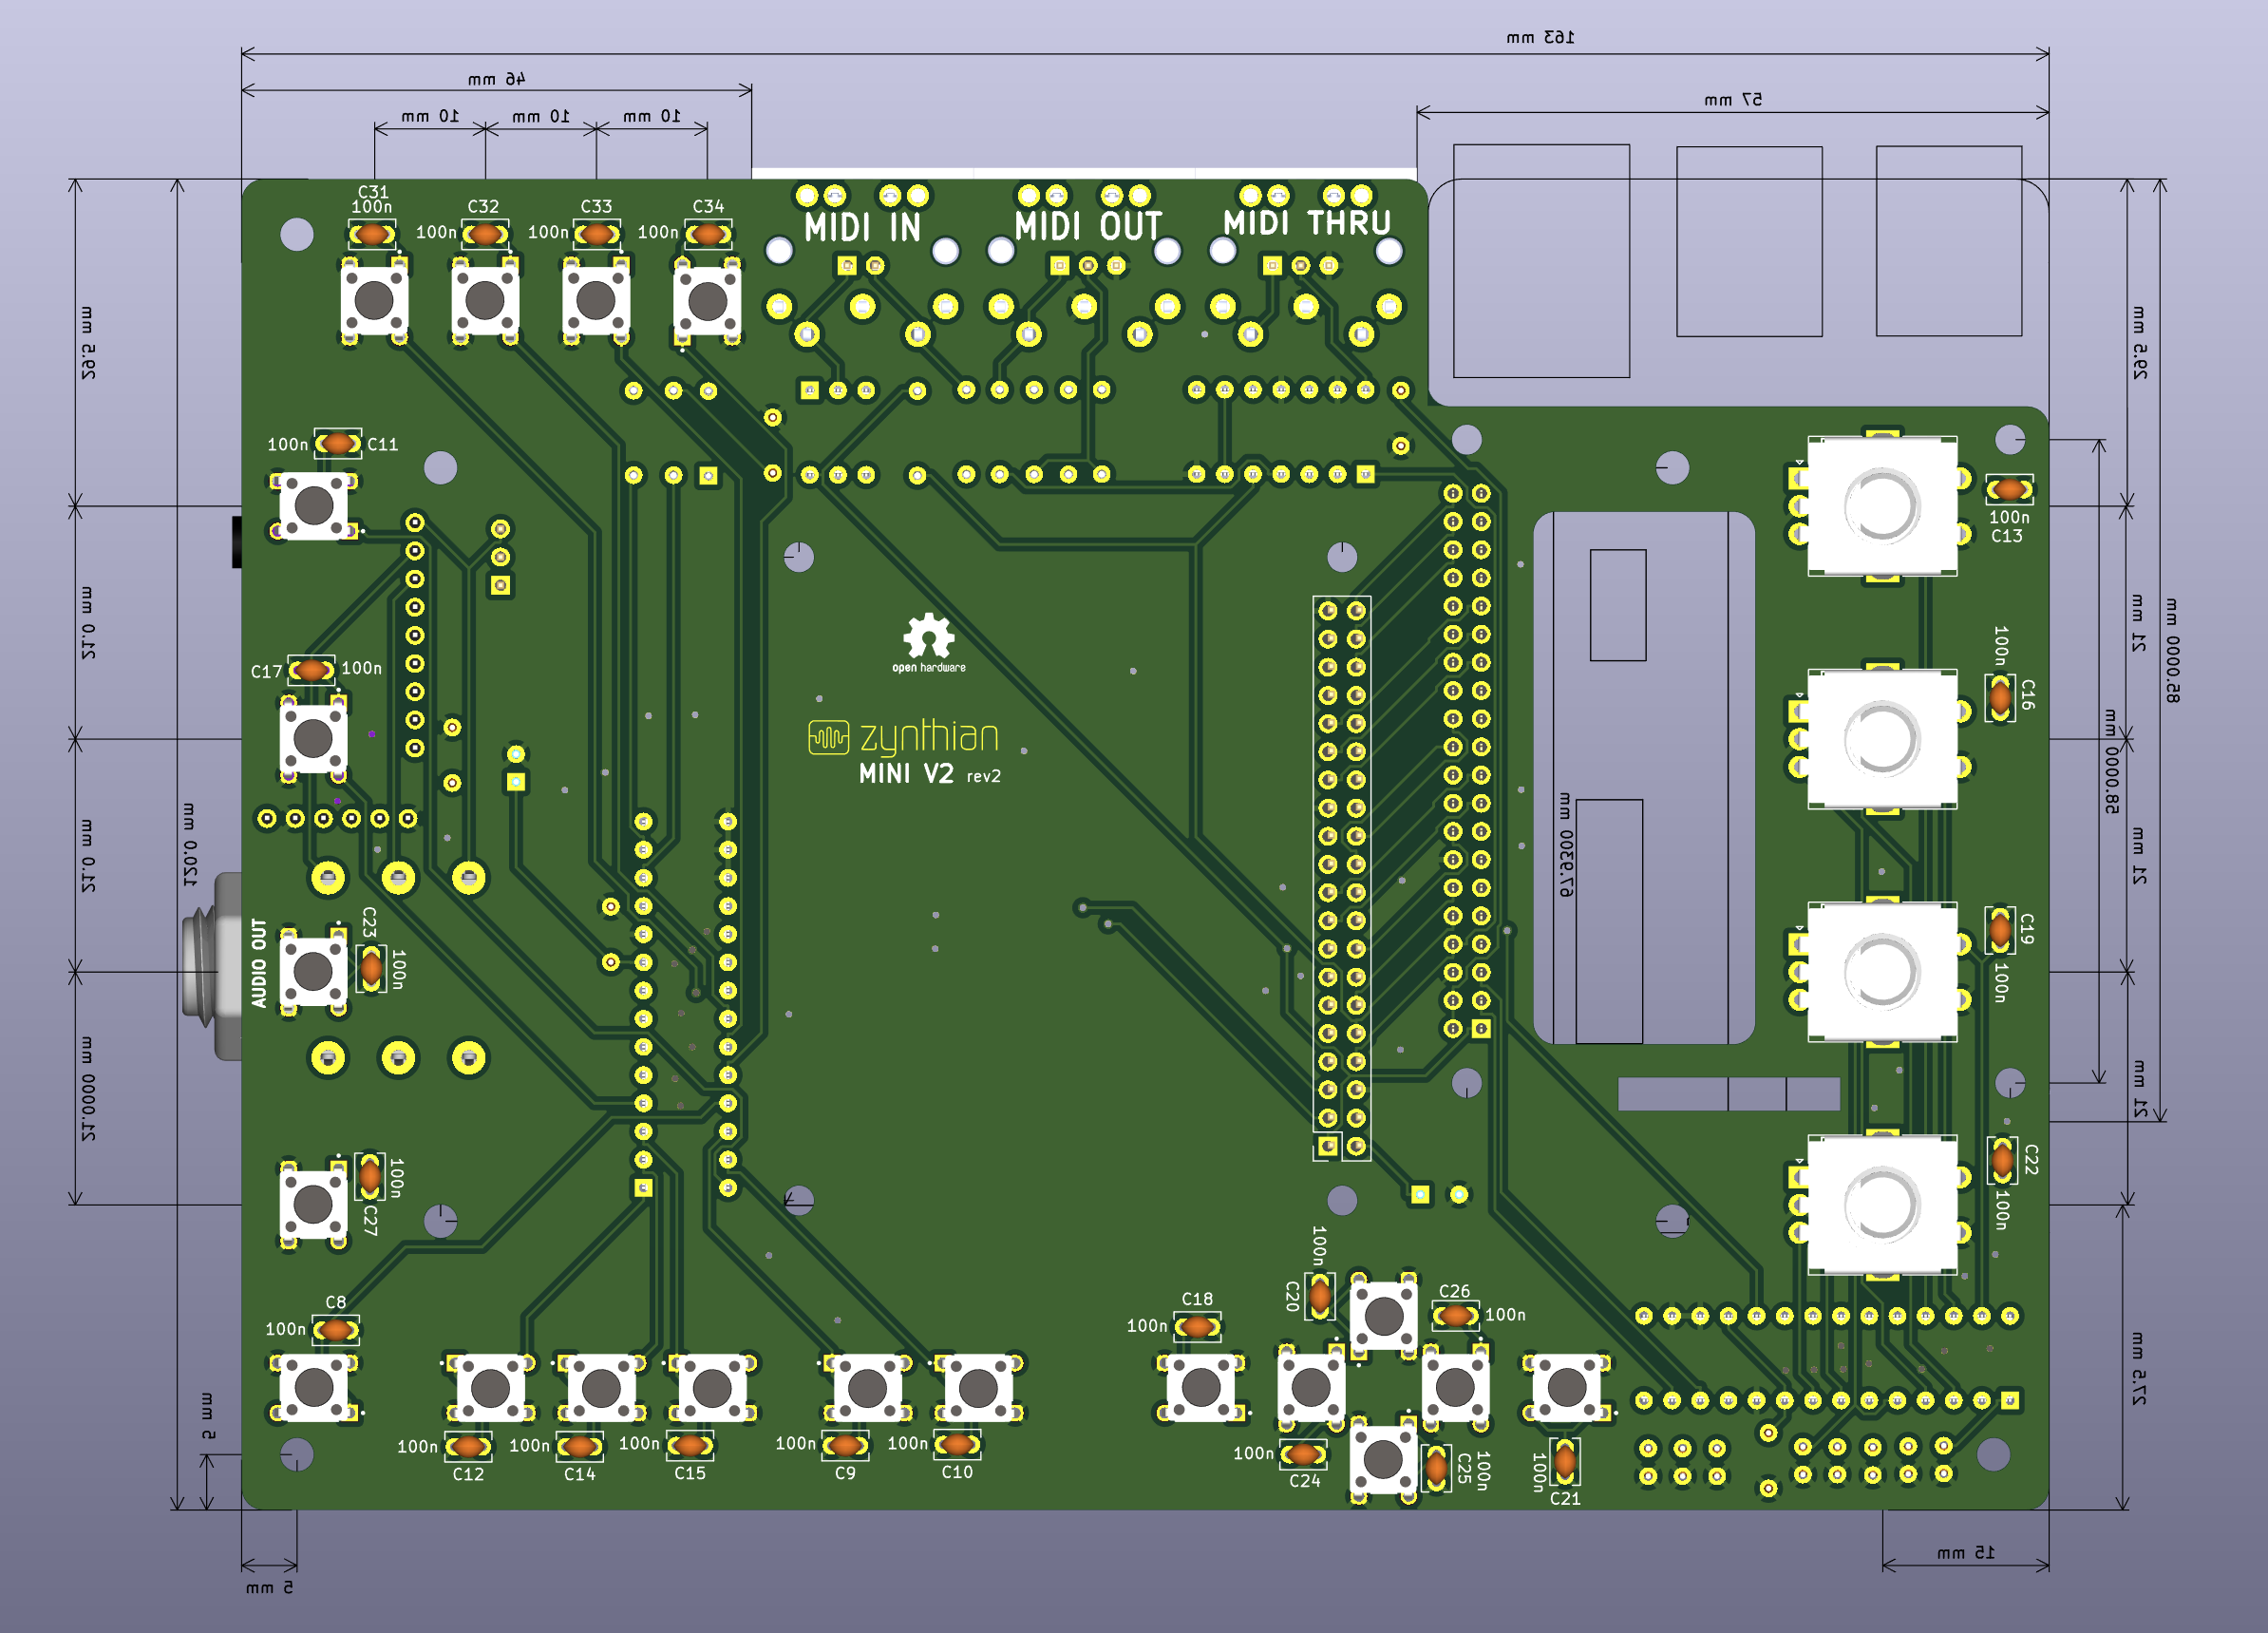 163 mm
46 mm
57 mm
10 mm
10 mm
10 mm
C31
100n
C32
100n
C33
100n
C34
100n
MIDI IN
MIDI OUT
MIDI THRU
29.5 mm
29.5 mm
C11
100n
100n
C13
21.0 mm
21 mm
85.0000 mm
open hardware
100n
C16
C17
100n
zynthian
MINI V2 rev2
58.0000 mm
67.9306 mm
21.0 mm
120.0 mm
21 mm
AUDIO OUT
C23
100n
C19
100n
21.0000 mm
21 mm
100n
C27
C22
100n
C8
100n
C18
100n
100n
C20
C26
100n
27.5 mm
5 mm
100n
C12
100n
C14
100n
C15
100n
C9
100n
C10
100n
C24
C25
100n
100n
C21
5 mm
15 mm